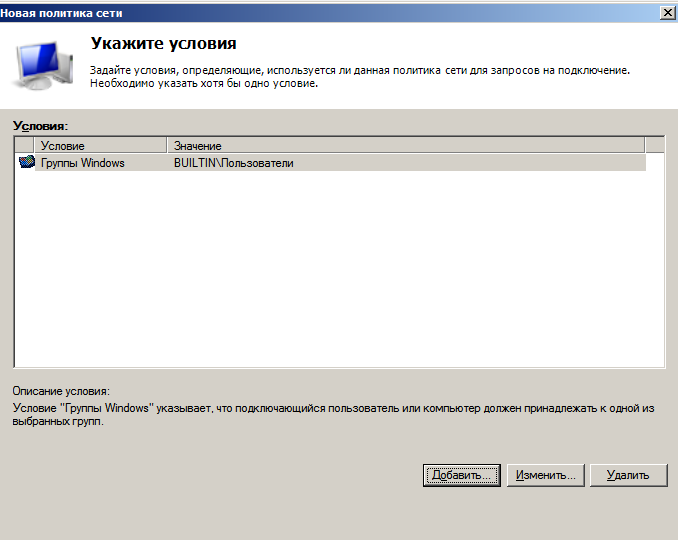 Новая политика сети
Укажите условия
Задайте условия, определяющие, используется ли данная политика сети для запросов на подключение.
Необходимо указать хотя бы одно условие.
Условия:
Условие Значение
Группы Windows BUILTIN\Пользователи
Описание условия:
Условие "Группы Windows" указывает, что подключающийся пользователь или компьютер должен принадлежать к одной из
выбранных групп.
Добавить... Изменить... Удалить